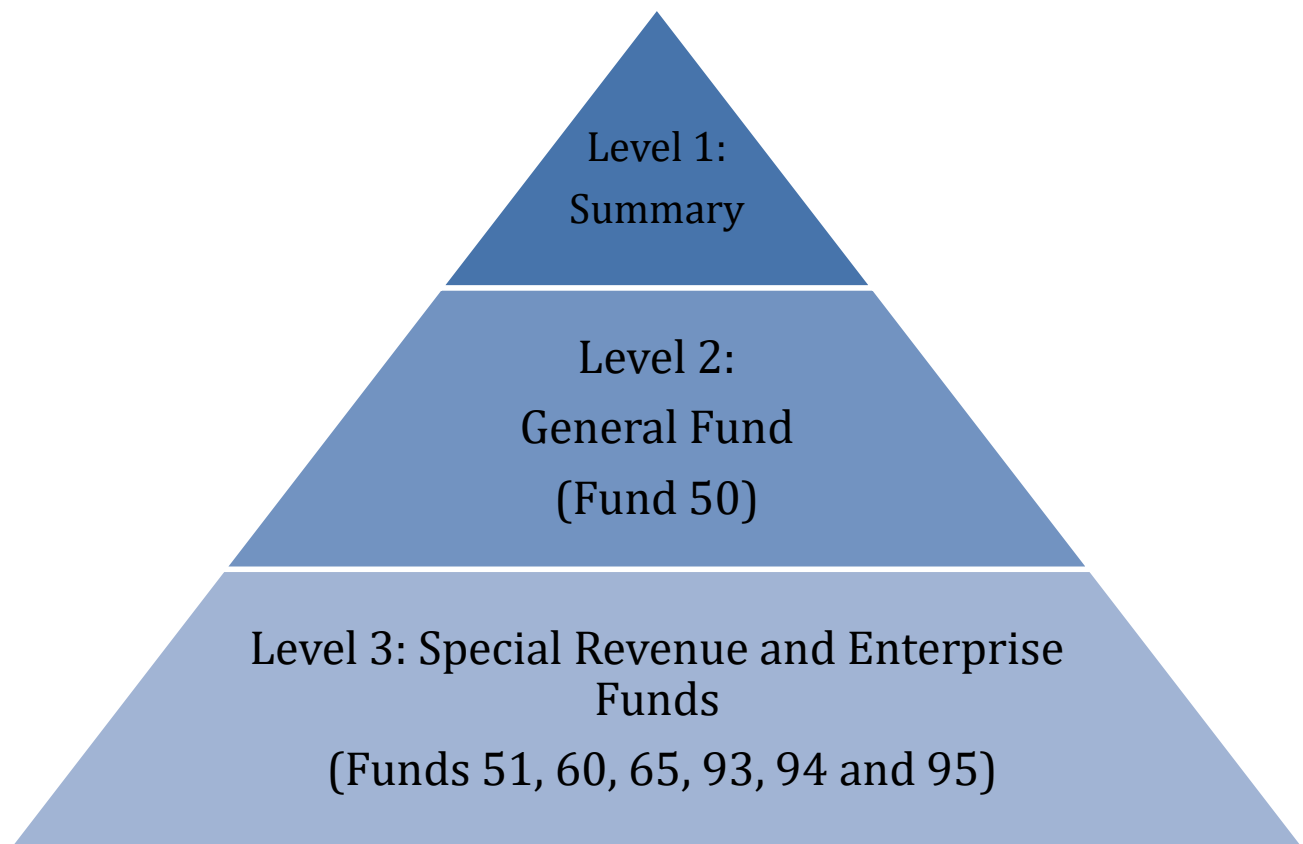 Level 1:
Summary
Level 2:
General Fund
(Fund 50)
Level 3: Special Revenue and Enterprise
Funds
(Funds 51, 60, 65, 93, 94 and 95)